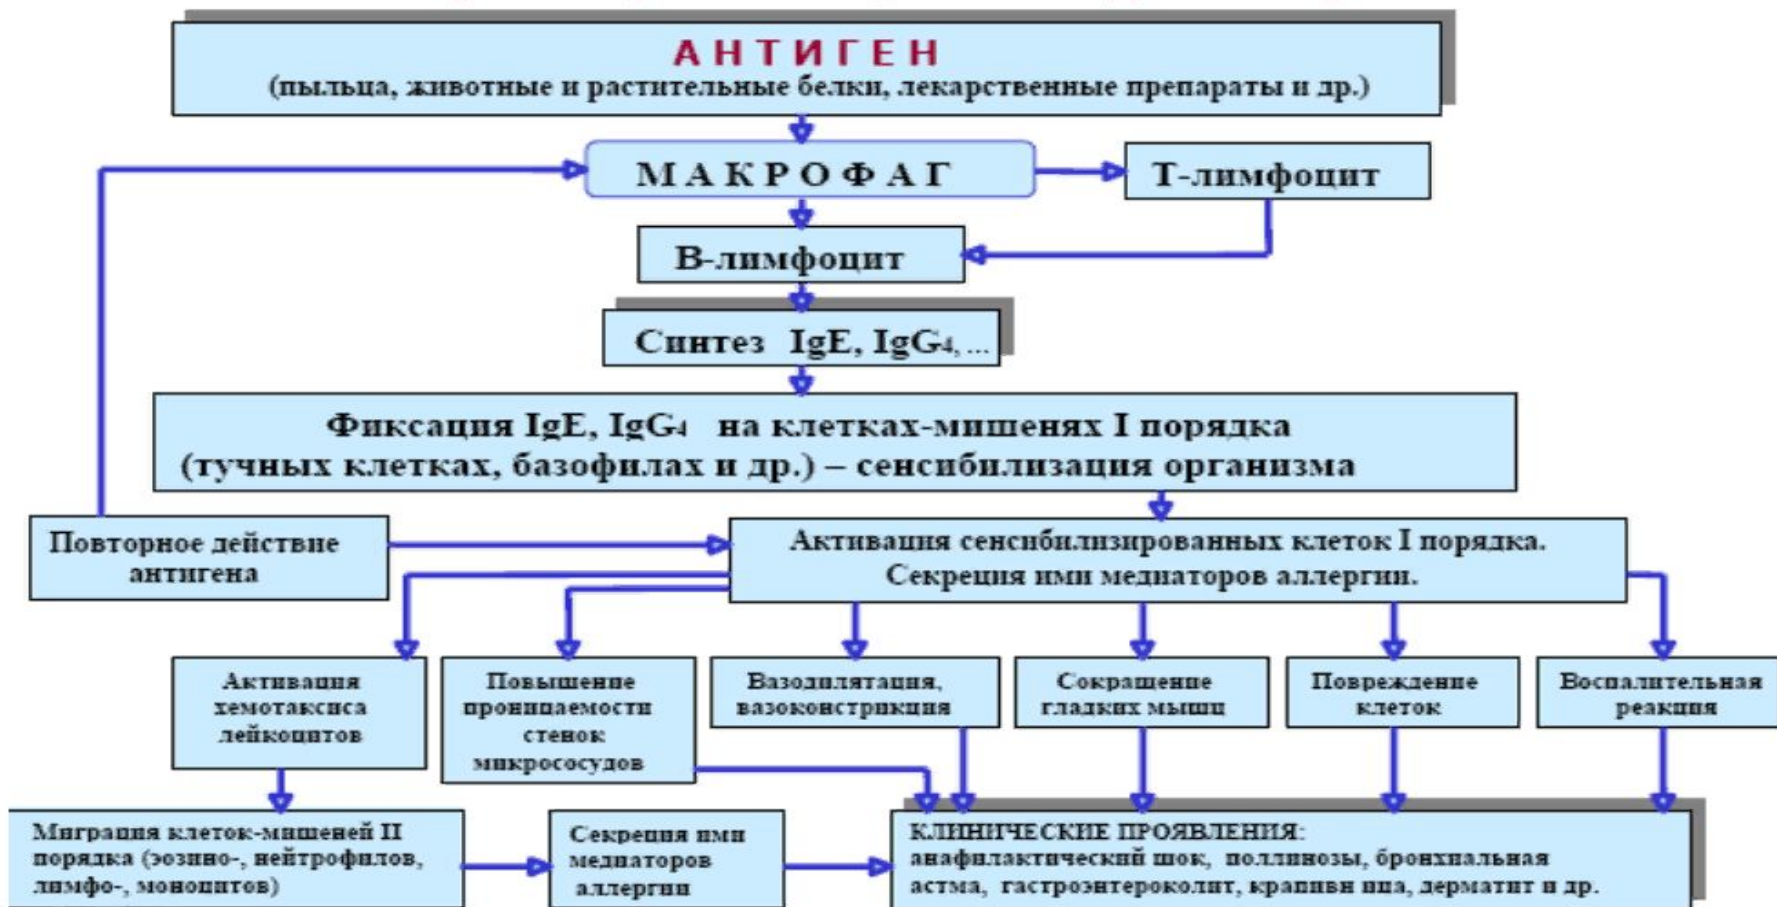 А Н Т И Г Е Н
(пыльца, животные и растительные белки, лекарственные препараты и др.)
М А К Р О Ф А Г
Т-лимфоцит
В-лимфоцит
Синтез IgE, IgG4, ...
Фиксация IgE, IgG4 на клетках-мишенях I порядка
(тучных клетках, базофилах и др.) – сенсибилизация организма
Повторное действие
антигена
Активация сенсибилизированных клеток I порядка.
Секреция ими медиаторов аллергии.
Активация
хемотаксиса
лейкоцитов
Повышение
проницаемости
стенок
микрососудов
Вазодилятация,
вазоконстрикция
Сокращение
гладких мышц
Повреждение
клеток
Воспалительная
реакция
Миграция клеток-мишеней II
порядка (эозино-, нейтрофилов,
лимфо-, моноцитов)
Секреция ими
медиаторов
аллергии
КЛИНИЧЕСКИЕ ПРОЯВЛЕНИЯ:
анафилактический шок, поллинозы, бронхиальная
астма, гастроэнтероколит, крапивн ица, дерматит и др.